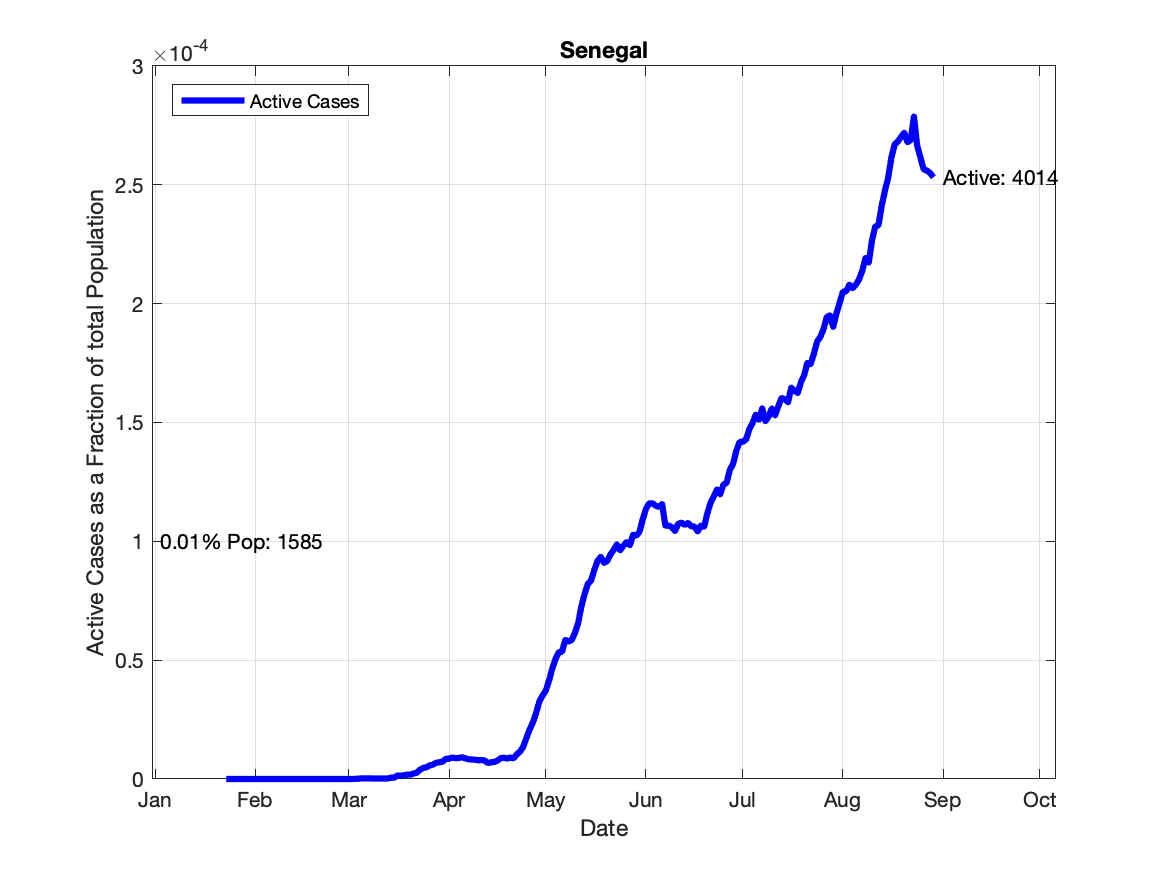 Senegal
×10-4
Active Cases
3
2.5
2
1.5
1
0.5
0
Active: 4014
0.01% Pop: 1585
Active Cases as a Fraction of total Population
Jan Feb Mar Apr May Jun Jul Aug Sep Oct
Date